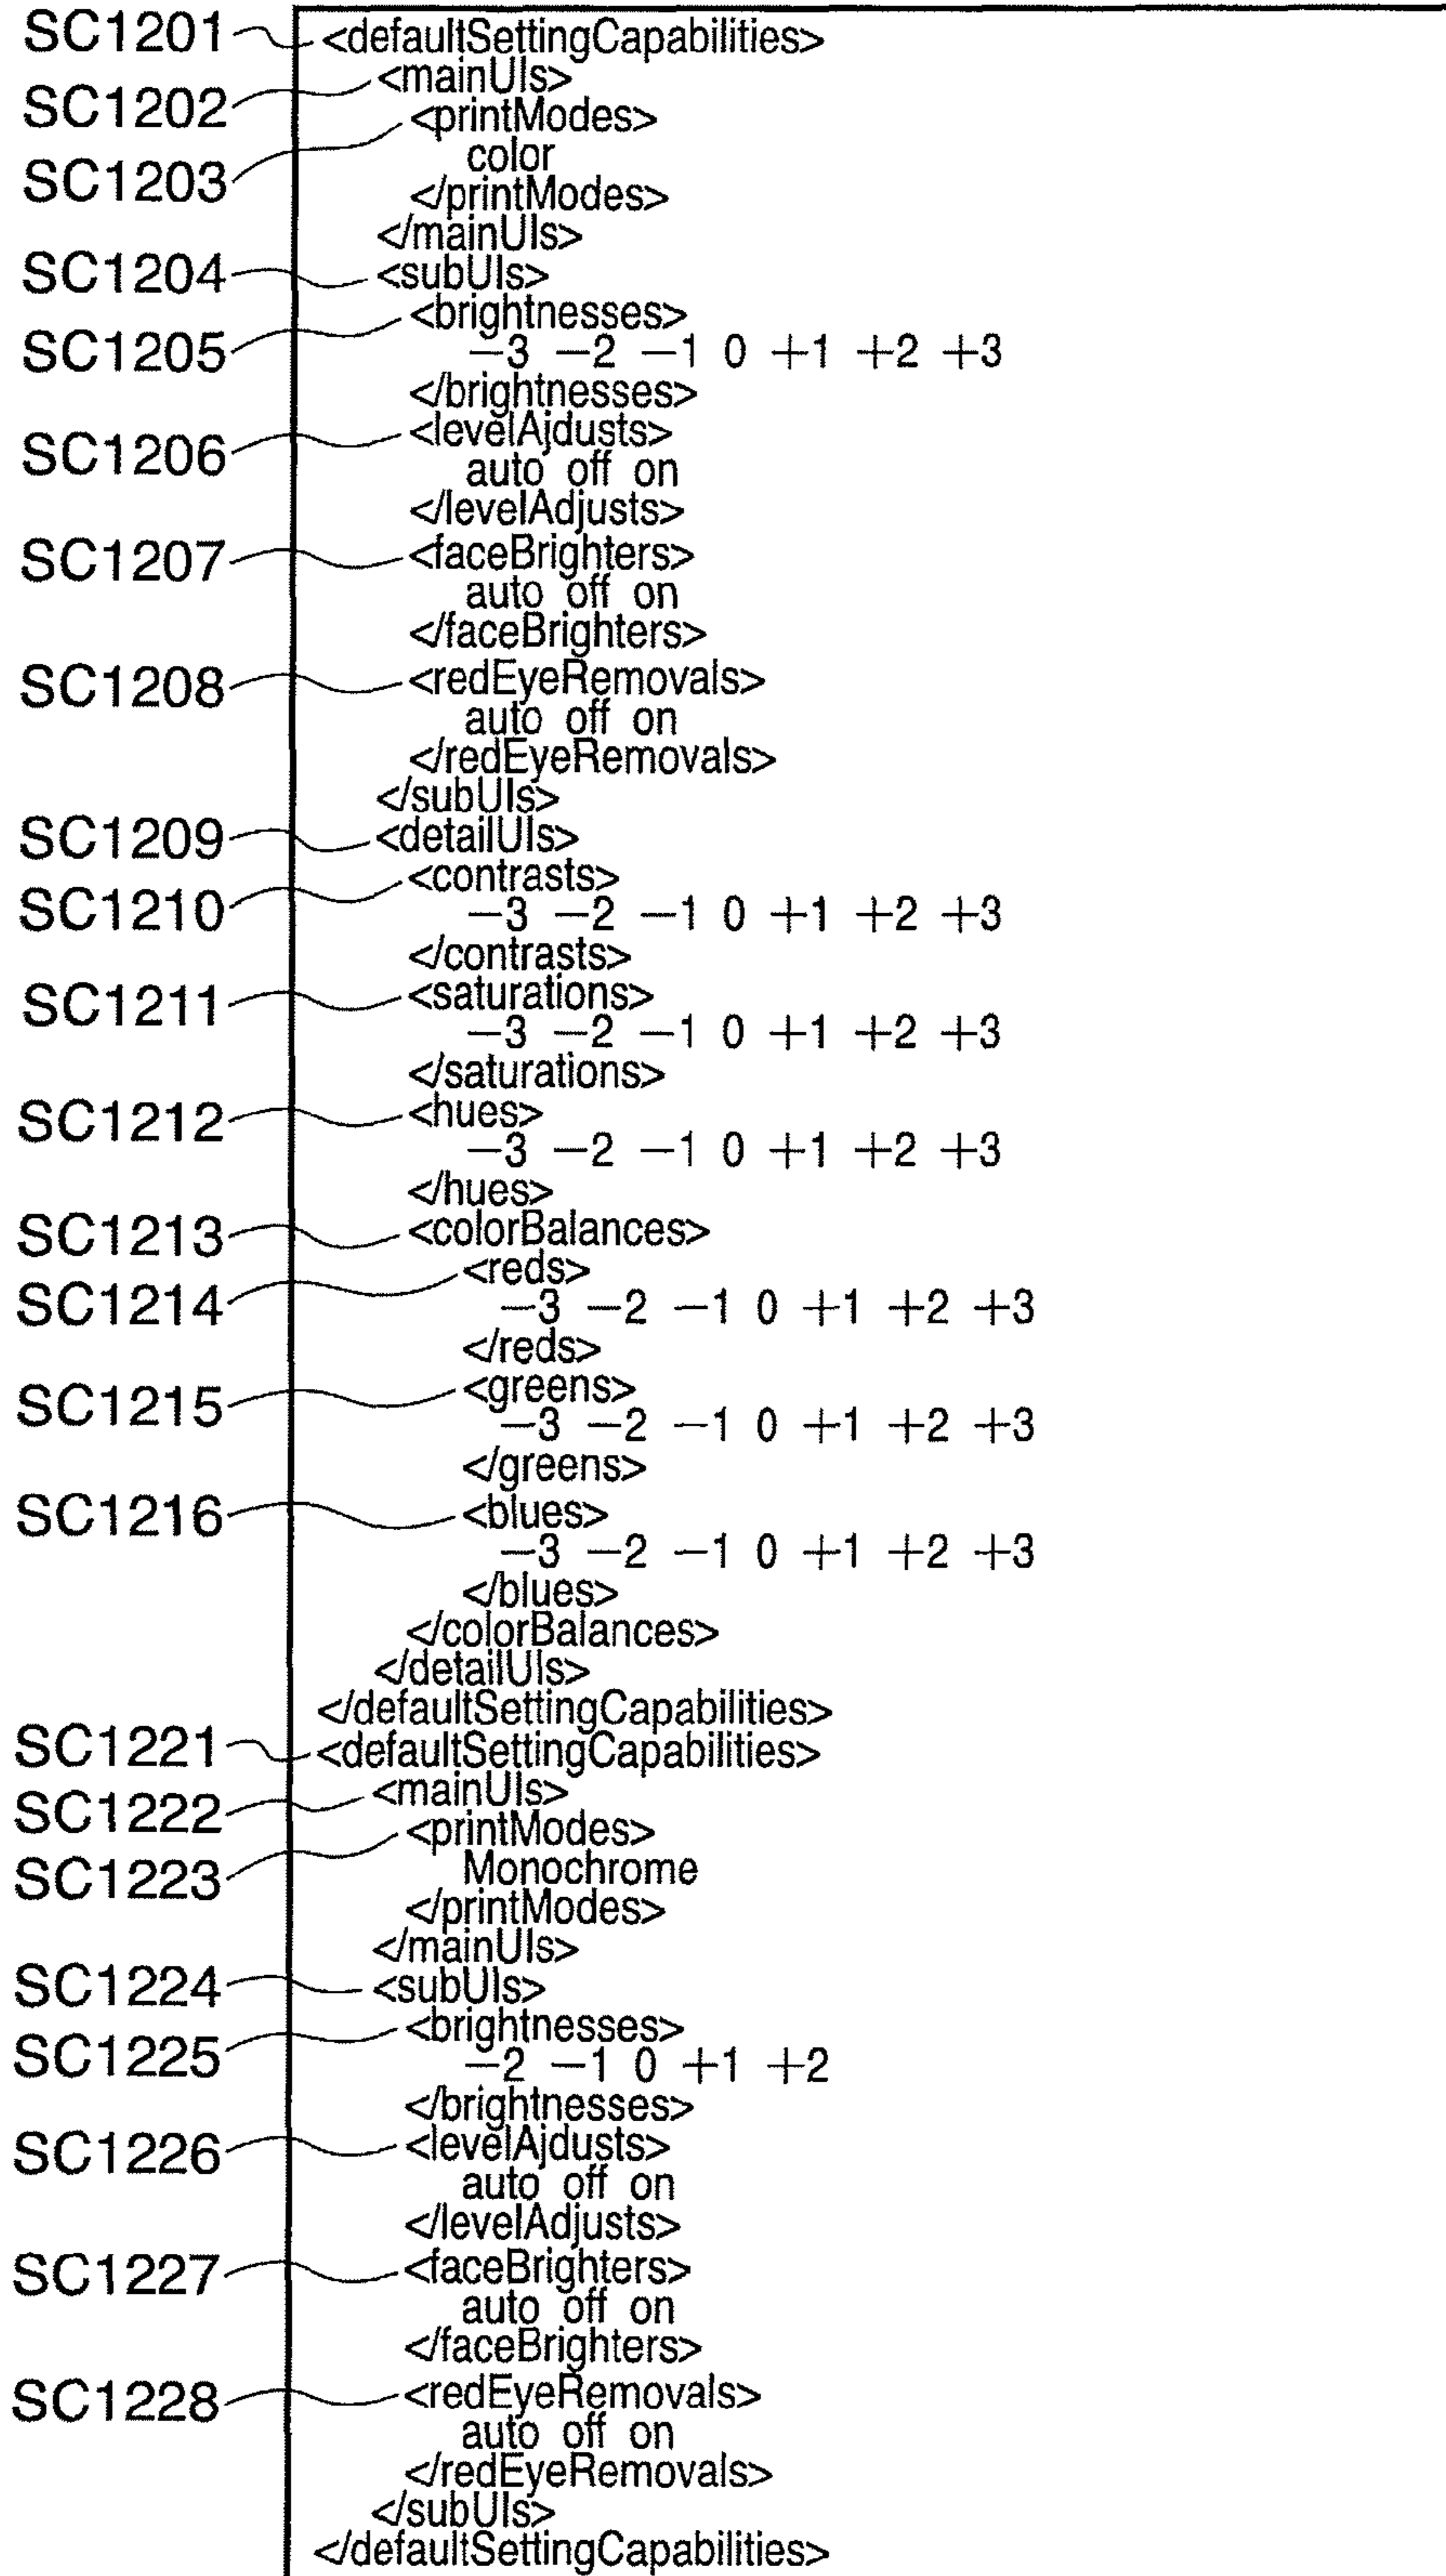 SC1201 <defaultSettingCapabilities>
SC1202 <mainUIs>
SC1203 <printModes>
color
</printModes>
</mainUIs>
SC1204 <subUIs>
SC1205 <brightnesses>
−3 −2 −1 0 +1 +2 +3
</brightnesses>
SC1206 <levelAjdusts>
auto off on
</levelAdjusts>
SC1207 <faceBrighters>
auto off on
</faceBrighters>
SC1208 <redEyeRemovals>
auto off on
</redEyeRemovals>
</subUIs>
SC1209 <detailUIs>
SC1210 <contrasts>
−3 −2 −1 0 +1 +2 +3
</contrasts>
SC1211 <saturations>
−3 −2 −1 0 +1 +2 +3
</saturations>
SC1212 <hues>
−3 −2 −1 0 +1 +2 +3
</hues>
SC1213 <colorBalances>
SC1214 <reds>
−3 −2 −1 0 +1 +2 +3
</reds>
SC1215 <greens>
−3 −2 −1 0 +1 +2 +3
</greens>
SC1216 <blues>
−3 −2 −1 0 +1 +2 +3
</blues>
</colorBalances>
</detailUIs>
</defaultSettingCapabilities>
SC1221 <defaultSettingCapabilities>
SC1222 <mainUIs>
SC1223 <printModes>
Monochrome
</printModes>
</mainUIs>
SC1224 <subUIs>
SC1225 <brightnesses>
−2 −1 0 +1 +2
</brightnesses>
SC1226 <levelAjdusts>
auto off on
</levelAdjusts>
SC1227 <faceBrighters>
auto off on
</faceBrighters>
SC1228 <redEyeRemovals>
auto off on
</redEyeRemovals>
</subUIs>
</defaultSettingCapabilities>